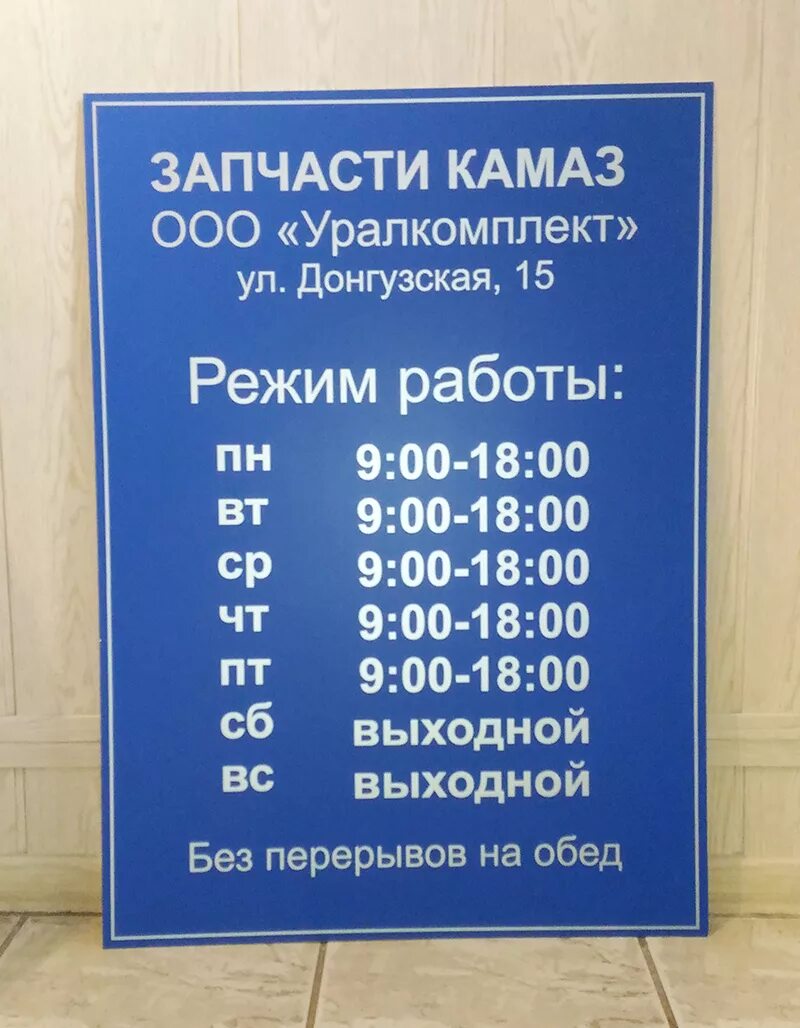 ЗАПЧАСТИ КАМАЗ
ООО «Уралкомплект»
ул. Донгузская, 15
Режим работы:
пн 9:00-18:00
вт 9:00-18:00
ср 9:00-18:00
чт 9:00-18:00
пт 9:00-18:00
сб выходной
вс выходной
Без перерывов на обед